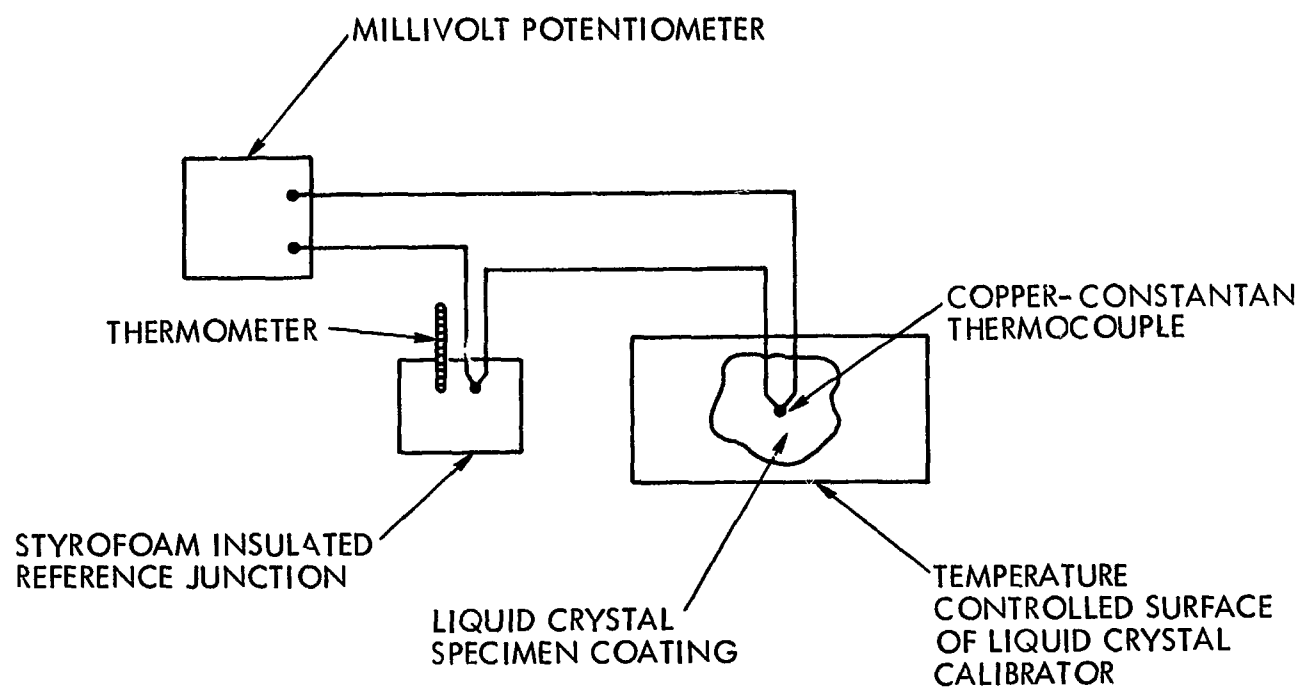 MILLIVOLT POTENTIOMETER
COPPER-CONSTANTAN
THERMOCOUPLE
THERMOMETER
STYROFOAM INSULATED
REFERENCE JUNCTION
LIQUID CRYSTAL
SPECIMEN COATING
TEMPERATURE
CONTROLLED SURFACE
OF LIQUID CRYSTAL
CALIBRATOR